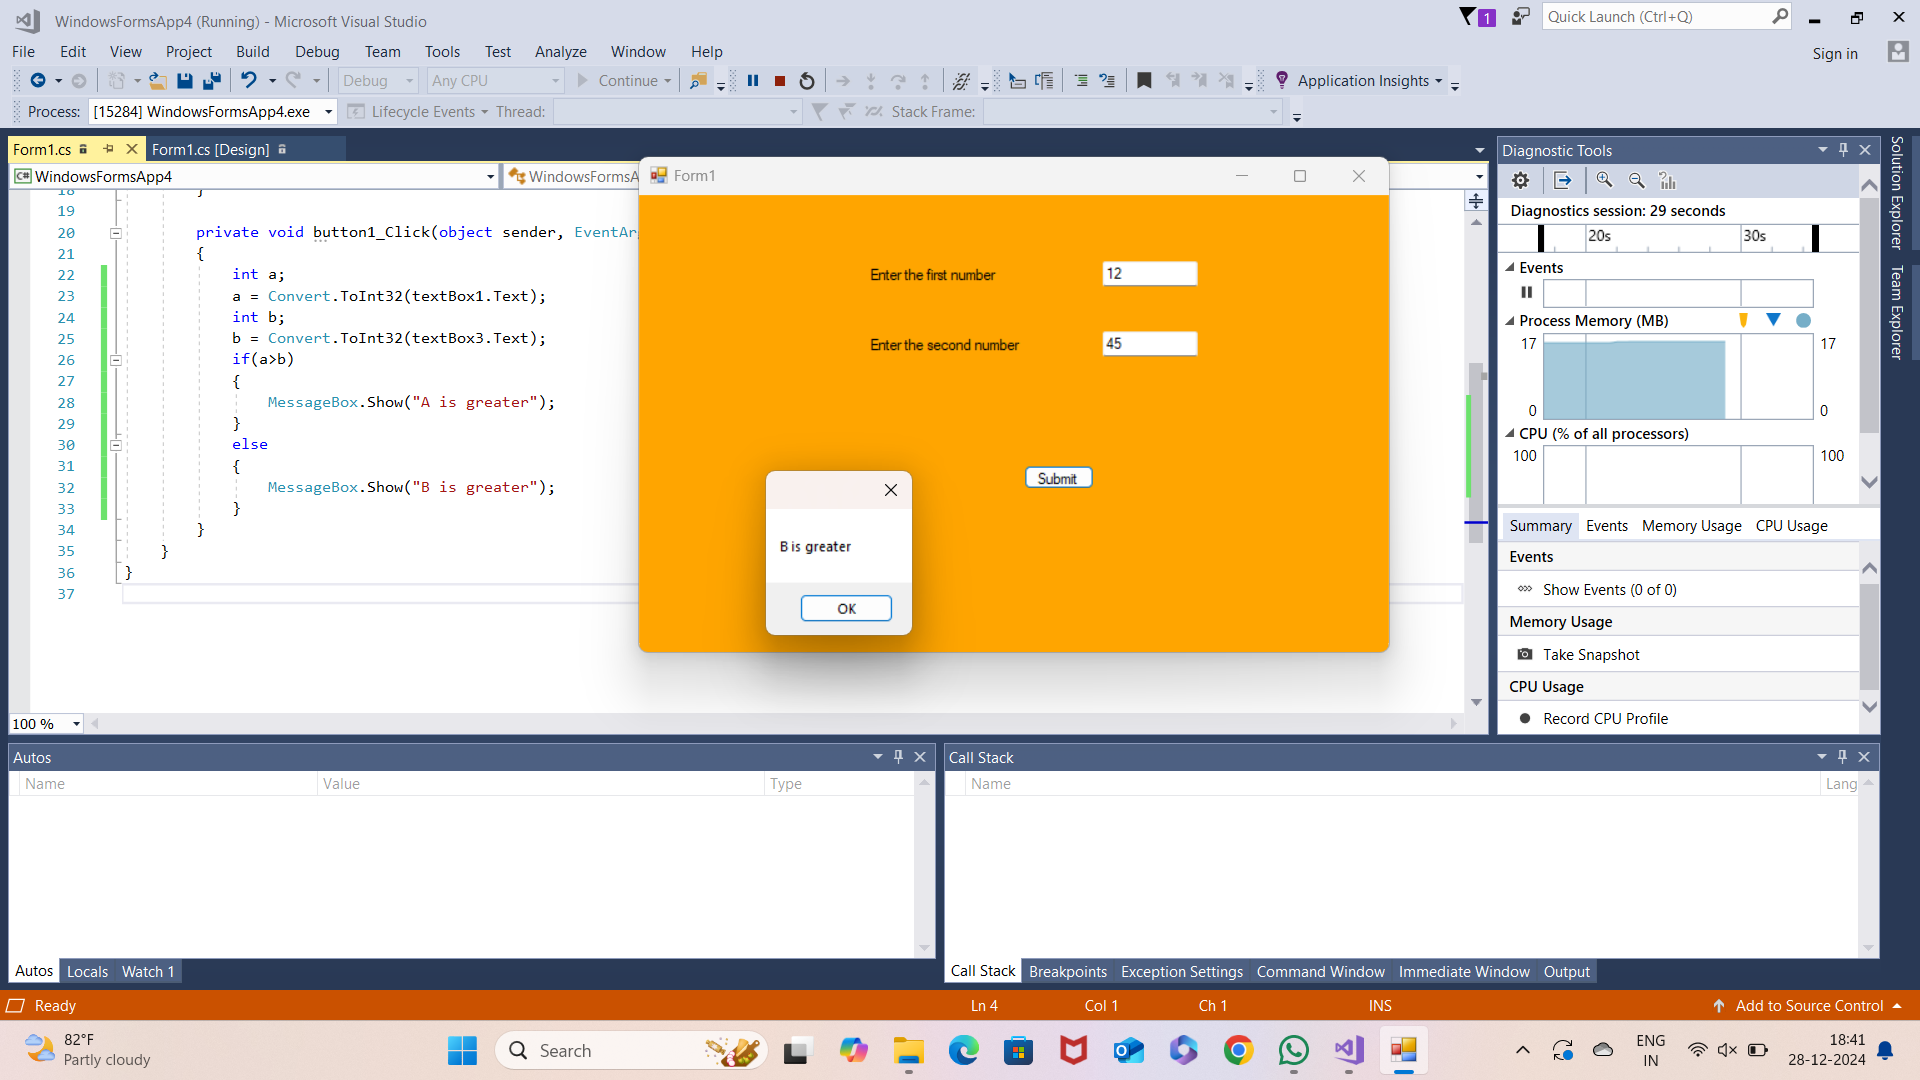 WindowsFormsApp4 (Running) - Microsoft Visual Studio
1
Quick Launch (Ctrl+Q)
File Edit View Project Build Debug Team Tools Test Analyze Window Help
Sign in
Debug Any CPU Continue Application Insights
Process: [15284] WindowsFormsApp4.exe Lifecycle Events Thread: Stack Frame:
Form1.cs Form1.cs [Design]
WindowsFormsApp4 WindowsFormsA
18 }
19
20 private void button1_Click(object sender, EventAr
21 {
22 int a;
23 a = Convert.ToInt32(textBox1.Text);
24 int b;
25 b = Convert.ToInt32(textBox3.Text);
26 if(a>b)
27 {
28 MessageBox.Show("A is greater");
29 }
30 else
31 {
32 MessageBox.Show("B is greater");
33 }
34 }
35 }
36 }
37
100 %
Form1
Enter the first number 12
Enter the second number 45
Submit
B is greater
OK
Diagnostic Tools
Diagnostics session: 29 seconds
20s 30s
Events
Process Memory (MB)
17 17
0 0
CPU (% of all processors)
100 100
Summary Events Memory Usage CPU Usage
Events
Show Events (0 of 0)
Memory Usage
Take Snapshot
CPU Usage
Record CPU Profile
Solution Explorer
Team Explorer
Autos
Name Value Type
Autos Locals Watch 1
Call Stack
Name Lang
Call Stack Breakpoints Exception Settings Command Window Immediate Window Output
Ready Ln 4 Col 1 Ch 1 INS Add to Source Control
82°F
Partly cloudy
Search
ENG
IN
18:41
28-12-2024